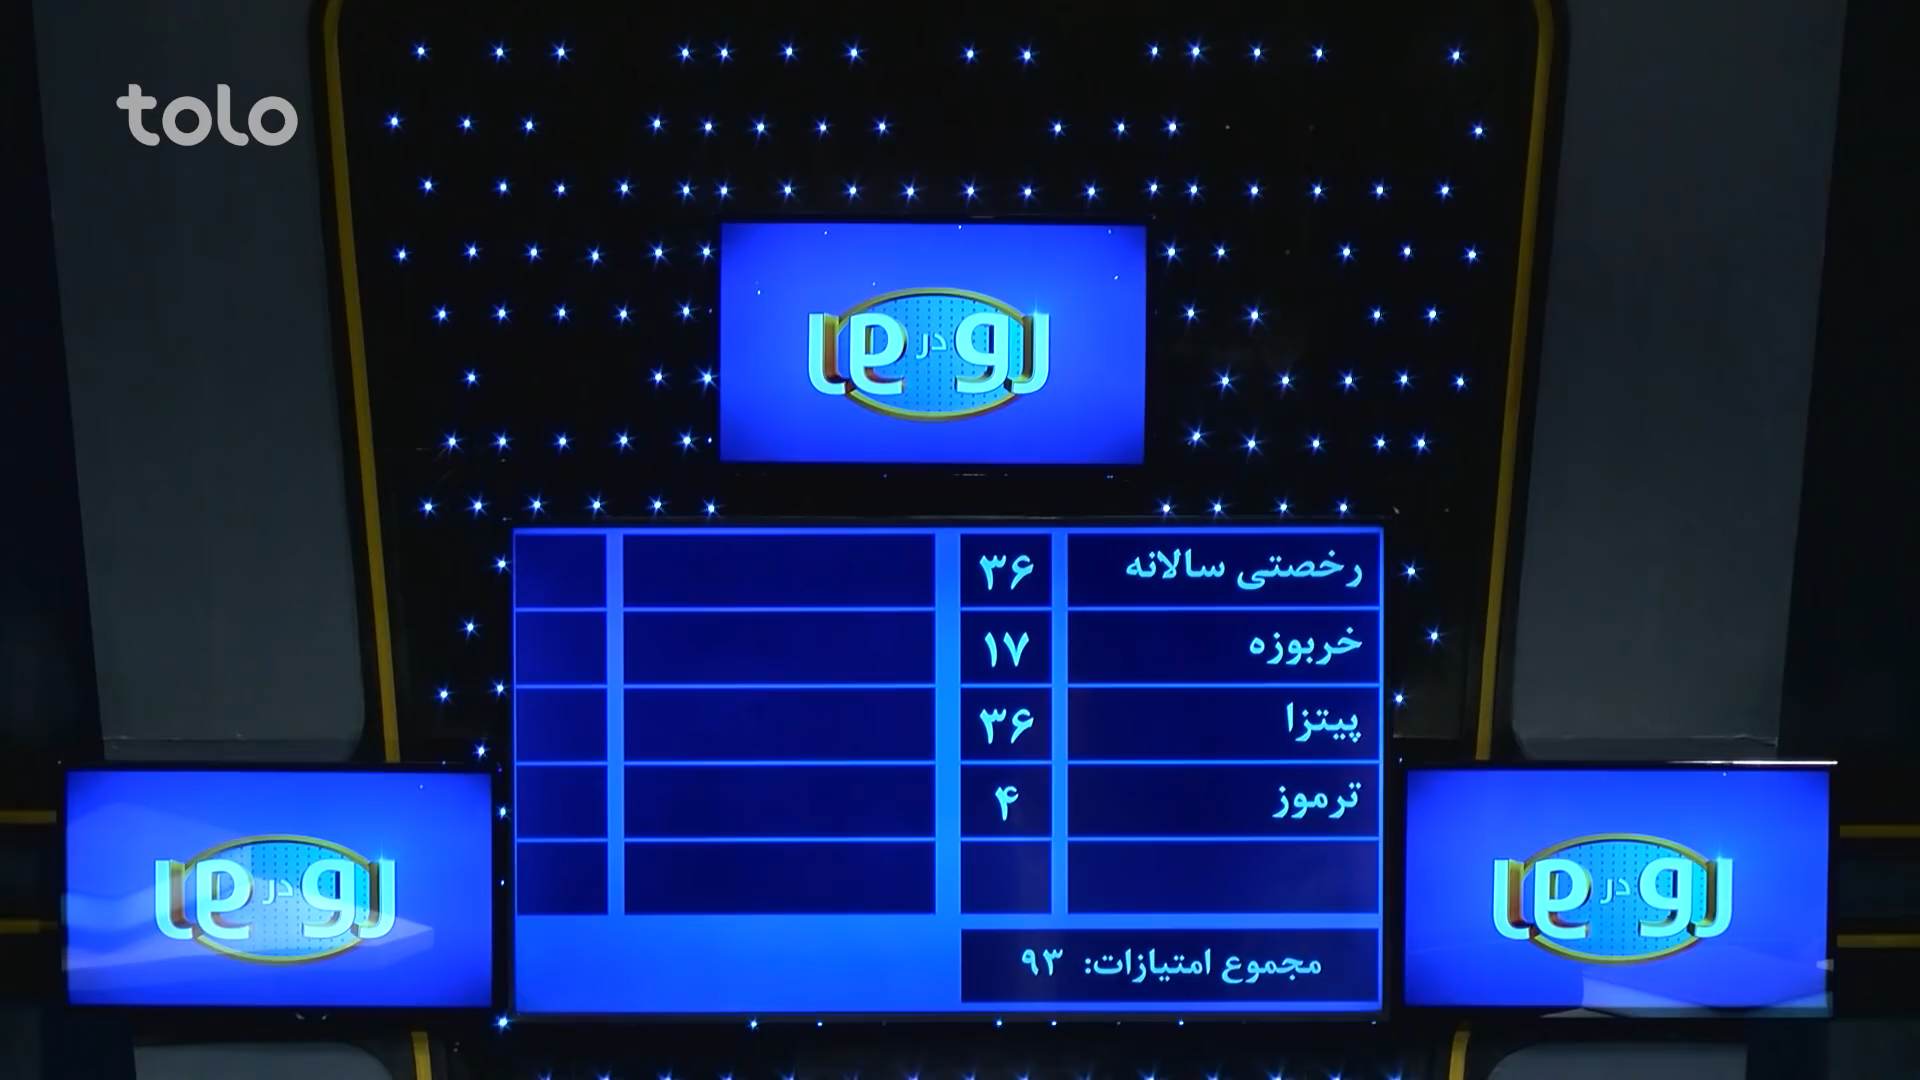 tolo
رو در رو
رخصتی سالانه ۳۶
خربوزه ۱۷
پیتزا ۳۶
ترموز ۴
مجموع امتیازات: ۹۳
رو در رو
رو در رو